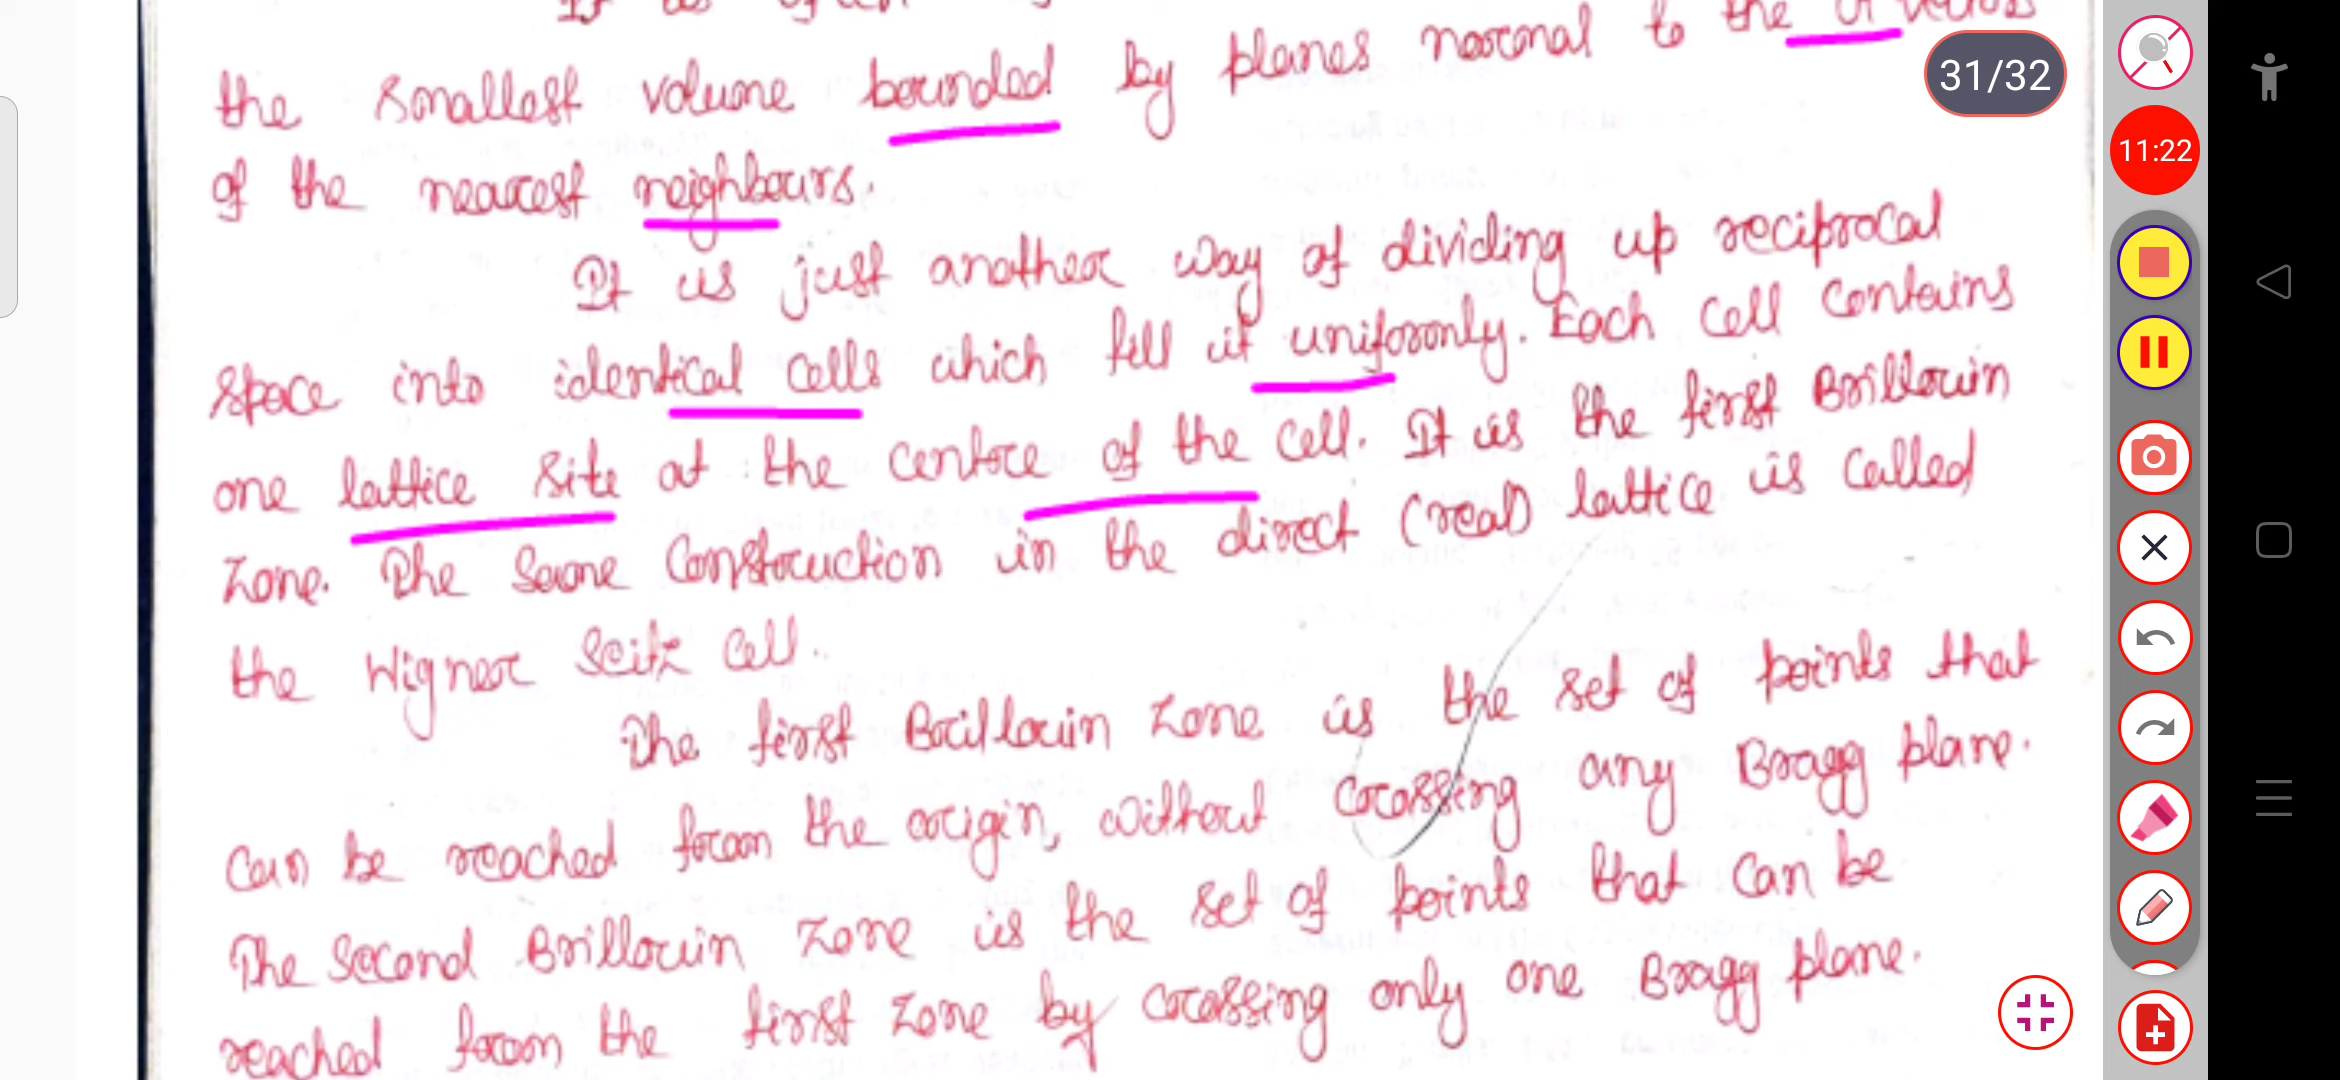 the smallest volume bounded by planes normal to the G vectors
31/32
of the nearest neighbours.
11:22
It is just another way of dividing up reciprocal
space into identical cells which fill it uniformly. Each cell contains
one lattice site at the centre of the cell. It is the first Brillouin
zone. The same construction in the direct (real) lattice is called
the Wigner Seitz cell.
The first Brillouin zone is the set of points that
can be reached from the origin, without crossing any Bragg plane.
The second Brillouin zone is the set of points that can be
reached from the first zone by crossing only one Bragg plane.